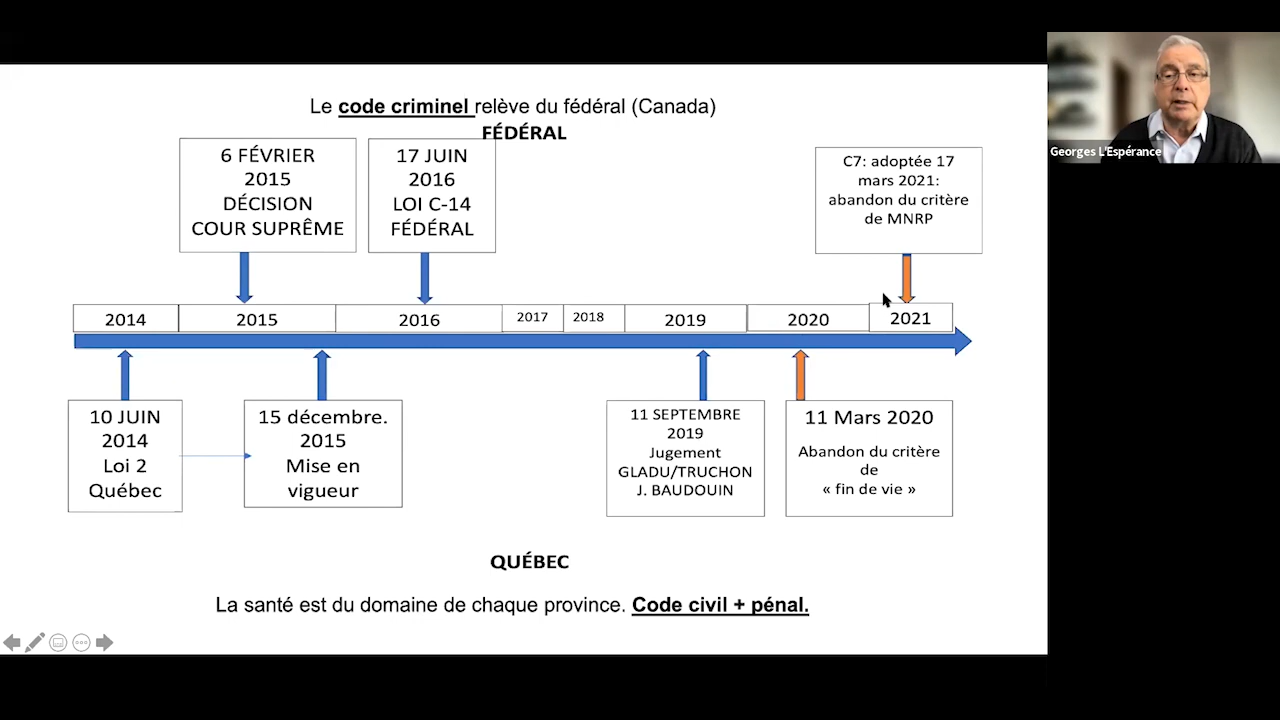 Le code criminel relève du fédéral (Canada)
FÉDÉRAL
6 FÉVRIER
2015
DÉCISION
COUR SUPRÊME
17 JUIN
2016
LOI C-14
FÉDÉRAL
C7: adoptée 17
mars 2021:
abandon du critère
de MNRP
Georges L'Espérance
2014
2015
2016
2017
2018
2019
2020
2021
10 JUIN
2014
Loi 2
Québec
15 décembre.
2015
Mise en
vigueur
11 SEPTEMBRE
2019
Jugement
GLADU/TRUCHON
J. BAUDOUIN
11 Mars 2020
Abandon du critère
de
« fin de vie »
QUÉBEC
La santé est du domaine de chaque province. Code civil + pénal.